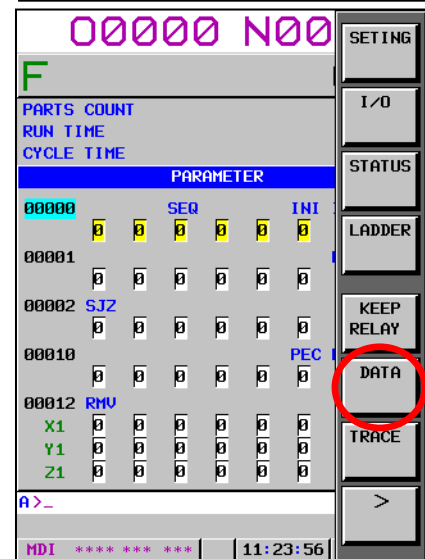 O0000 N00
F
PARTS COUNT
RUN TIME
CYCLE TIME
PARAMETER
00000 SEQ INI
0 0 0 0 0 0
00001
0 0 0 0 0 0
00002 SJZ
0 0 0 0 0 0
00010 PEC
0 0 0 0 0 0
00012 RMV
X1 0 0 0 0 0 0
Y1 0 0 0 0 0 0
Z1 0 0 0 0 0 0
A>_
MDI **** *** *** 11:23:56
SETING
I/O
STATUS
LADDER
KEEP
RELAY
DATA
TRACE
>